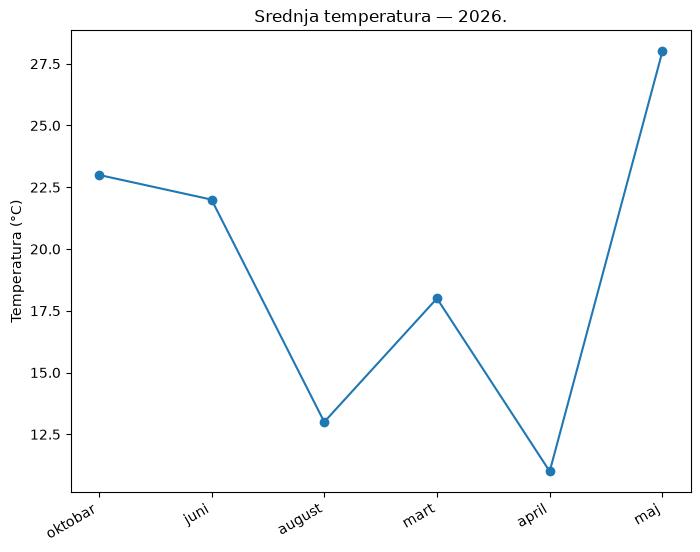 Srednja temperatura — 2026.
Temperatura (°C)
27.5
25.0
22.5
20.0
17.5
15.0
12.5
oktobar
juni
august
mart
april
maj